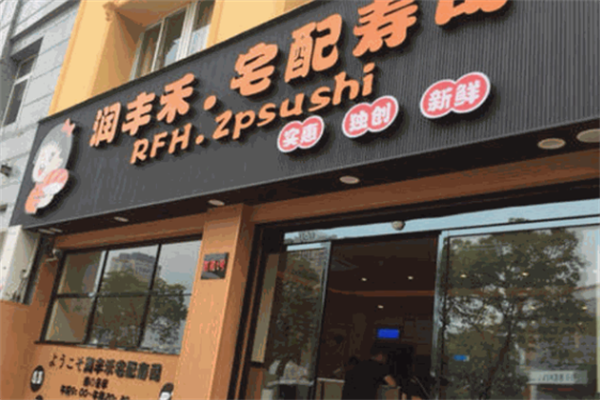 润丰禾·宅配寿司
RFH.zpsushi
实惠 独创 新鲜
ようこそ润丰禾宅配寿司